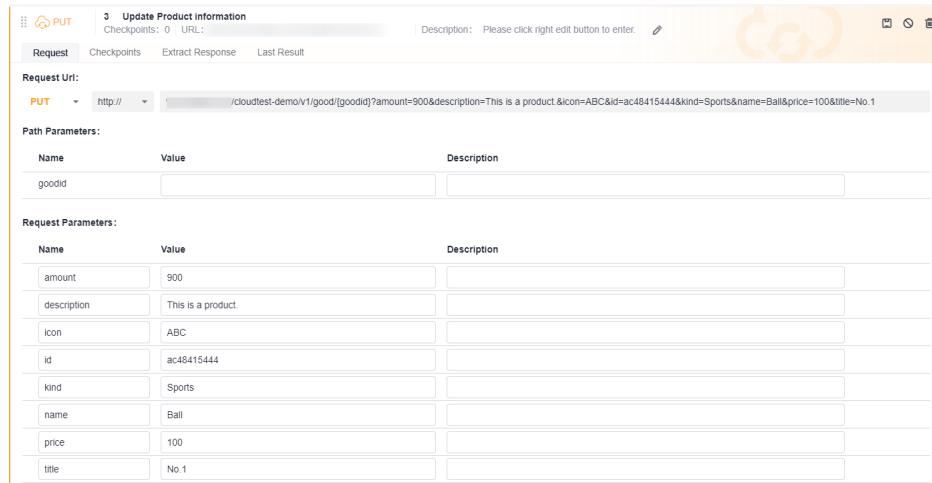 PUT
3 Update Product information
Checkpoints: 0 URL:
Description: Please click right edit button to enter.
Request Checkpoints Extract Response Last Result
Request Url:
PUT http:// /cloudtest-demo/v1/good/{goodid}?amount=900&description=This is a product.&icon=ABC&id=ac48415444&kind=Sports&name=Ball&price=100&title=No.1
Path Parameters:
Name Value Description
goodid
Request Parameters:
Name Value Description
amount 900
description This is a product.
icon ABC
id ac48415444
kind Sports
name Ball
price 100
title No.1